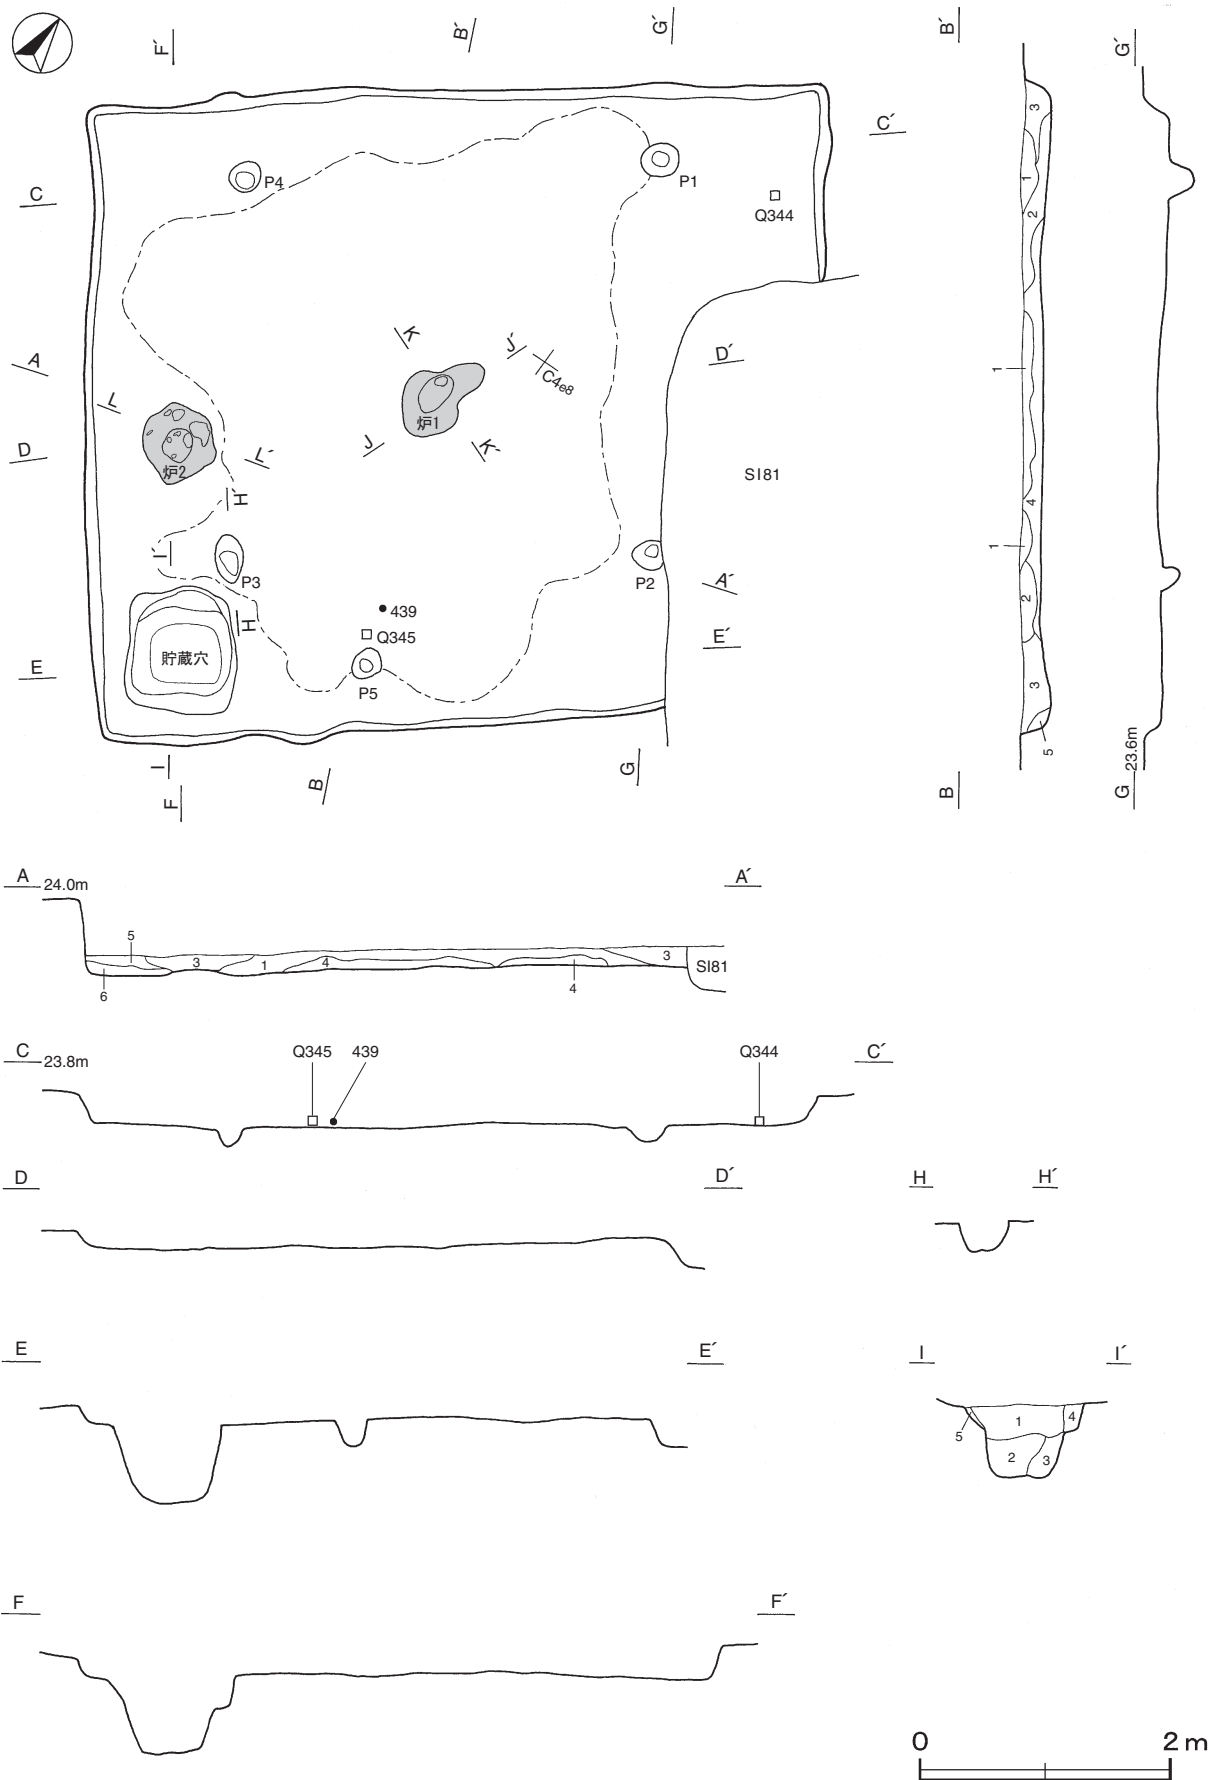 F´
B´
G´
B´
G´
C´
P4
P1
C
Q344
K
J´
C4e8
D´
A
L
炉1
J
K´
D
炉2
L´
H´
SI81
I´
P3
P2
A´
439
H
Q345
E´
E
貯蔵穴
P5
I
B
G
F
3
1
2
1
4
1
2
3
5
B
23.6m
G
A 24.0m
A´
5
3
1
4
3
SI81
6
4
C 23.8m
Q345 439
Q344
C´
D
D´
H
H´
E
E´
I
I´
1
4
5
2
3
F
F´
0
2m